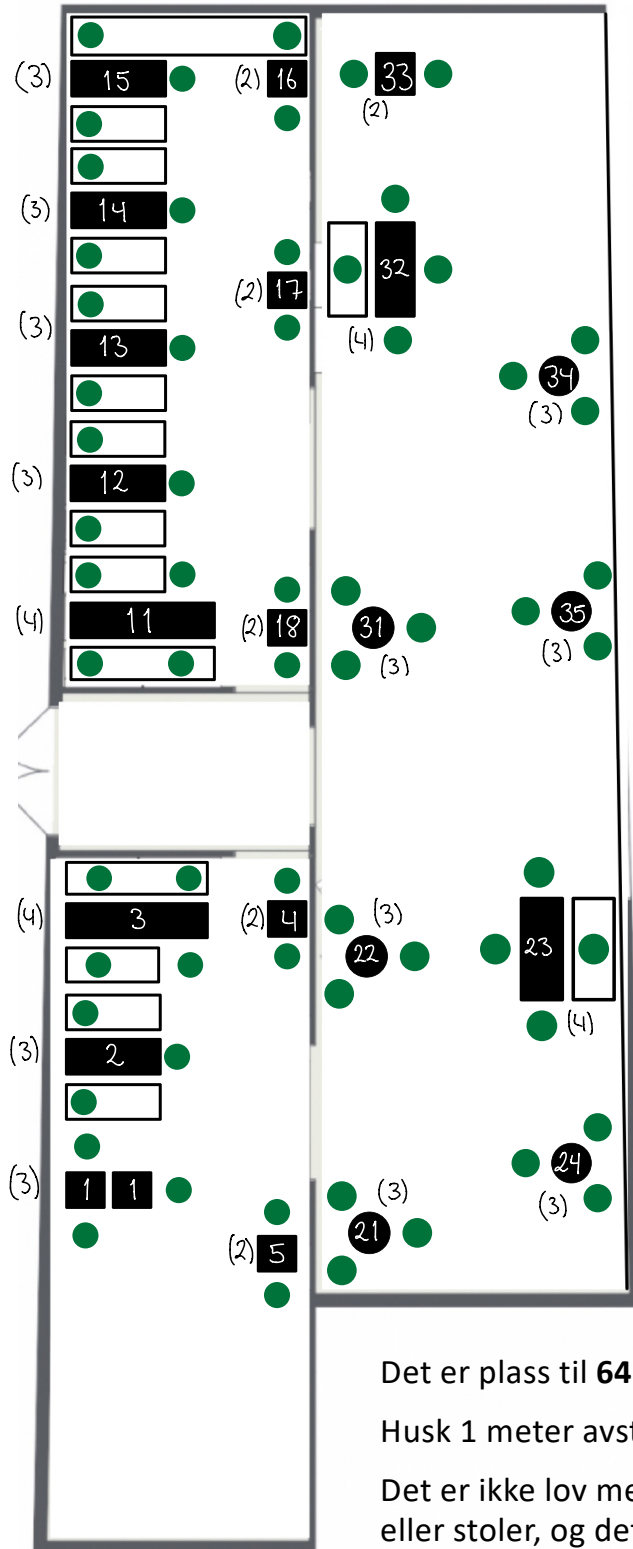 (3) 15 (2) 16 33
(2)
(3) 14
32
(2) 17
(3) 13 (4)
34
(3)
(3) 12
(4) 11 (2) 18 31 35
(3) (3)
(4) 3 (2) 4 (3)
22 23
(3) 2 (4)
(3) 1 1 24
(3) (3)
(2) 5 21
Det er plass til 64
Husk 1 meter
Det er ikke lov
eller stoler, og